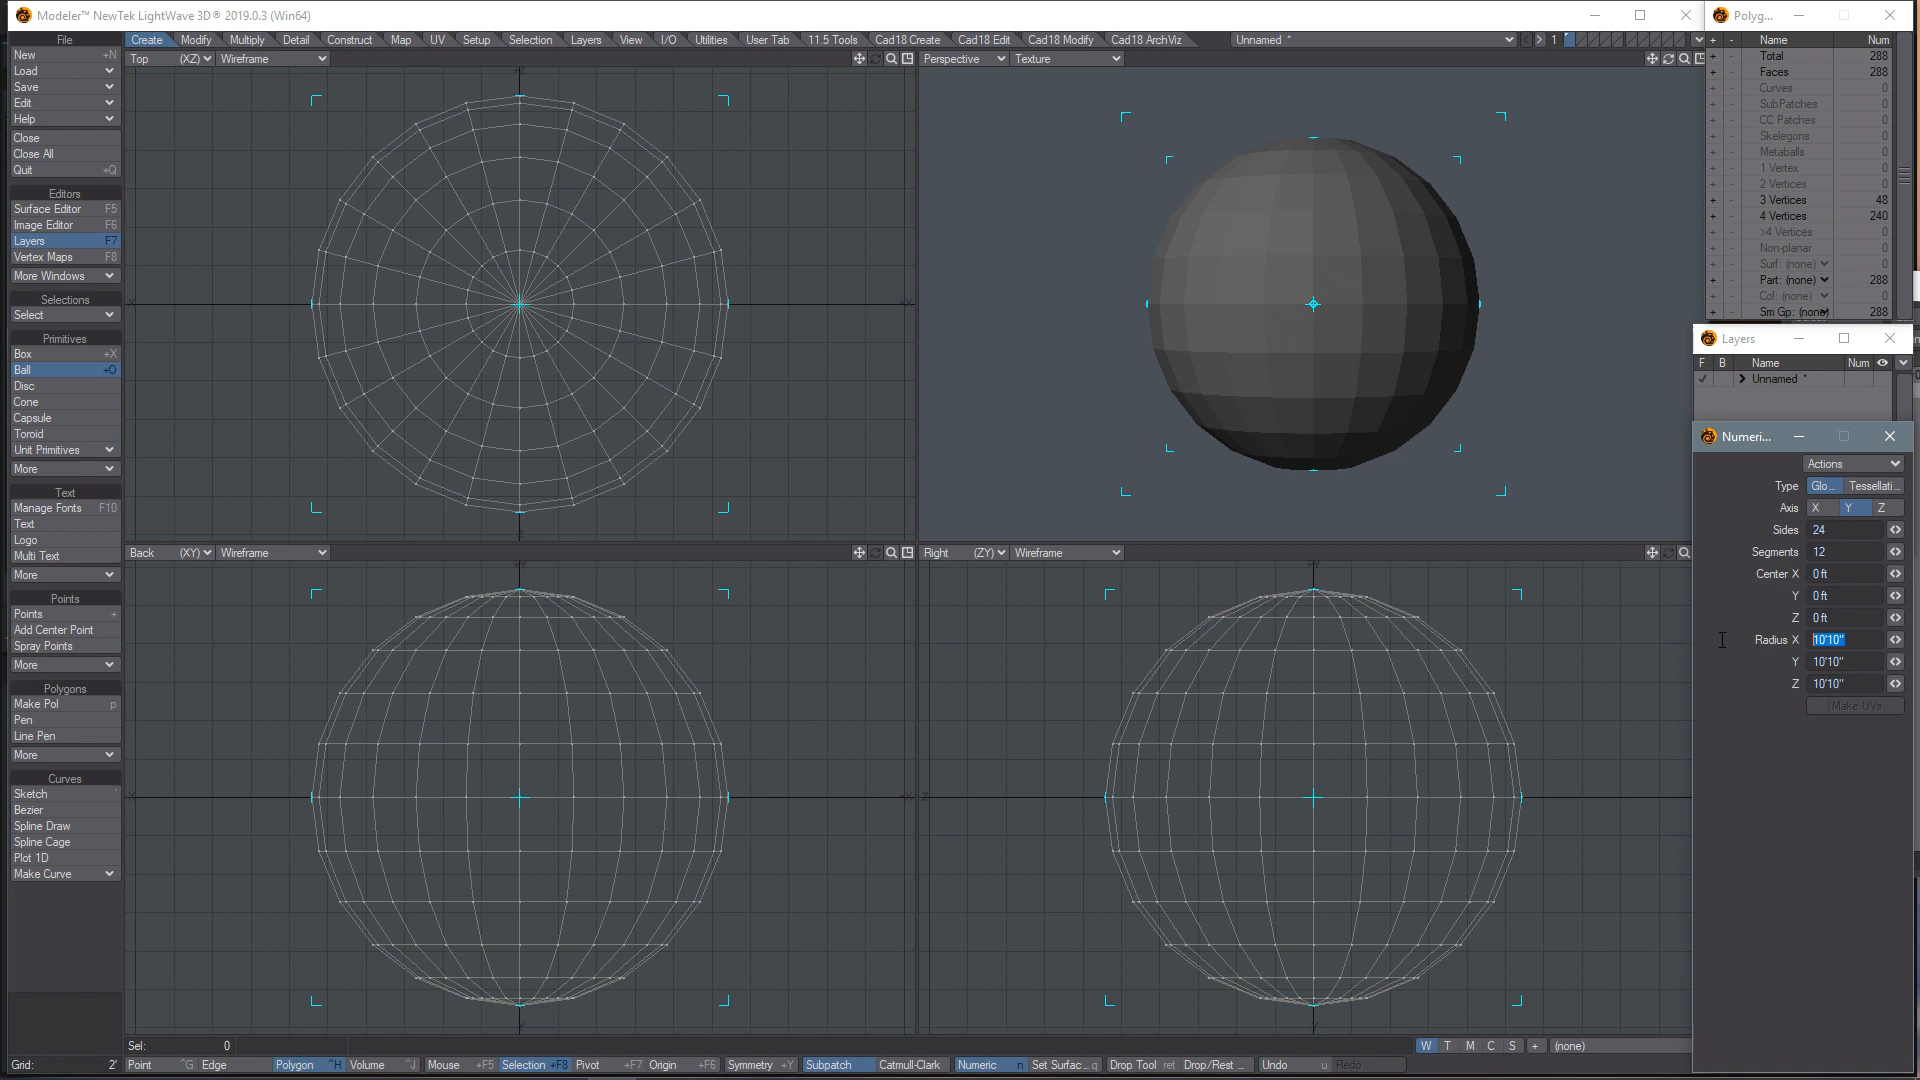 Modeler™ NewTek LightWave 3D® 2019.0.3 (Win64)
Polyg...
File
Create Modify Multiply Detail Construct Map UV Setup Selection Layers View I/O Utilities User Tab 11.5 Tools Cad18 Create Cad18 Edit Cad18 Modify Cad18 ArchViz Unnamed * 1
+ - Name Num
New +N
Top (XZ) Wireframe
Perspective Texture
Load
Save
Edit
Help
Close
Close All
Quit +Q
+ - Total 288
+ - Faces 288
+ - Curves 0
+ - SubPatches 0
+ - CC Patches 0
+ - Skelegons 0
+ - Metaballs 0
+ - 1 Vertex 0
+ - 2 Vertices 0
+ - 3 Vertices 48
+ - 4 Vertices 240
+ - >4 Vertices 0
+ - Non-planar 0
+ - Surf: (none) 0
+ - Part: (none) 288
+ - Col: (none) 0
+ - Sm Gp: (none) 288
Editors
Surface Editor F5
Image Editor F6
Layers F7
Vertex Maps F8
More Windows
Selections
Select
Primitives
Box +X
Ball +O
Disc
Cone
Capsule
Toroid
Unit Primitives
More
Layers
F B Name Num
Unnamed *
Numeri...
Actions
Type Glo... Tessellati...
Axis X Y Z
Sides 24
Segments 12
Center X 0 ft
Y 0 ft
Z 0 ft
Radius X 10'10"
Y 10'10"
Z 10'10"
Make UVs
Text
Manage Fonts F10
Text
Logo
Multi Text
More
Back (XY) Wireframe
Right (ZY) Wireframe
Points
Points +
Add Center Point
Spray Points
More
Polygons
Make Pol p
Pen
Line Pen
More
Curves
Sketch `
Bezier
Spline Draw
Spline Cage
Plot 1D
Make Curve
Sel: 0
W T M C S + (none)
Grid: 2'
Point ^G Edge Polygon ^H Volume ^J Mouse +F5 Selection +F8 Pivot +F7 Origin +F6 Symmetry +Y Subpatch Catmull-Clark Numeric n Set Surfac... q Drop Tool ret Drop/Rest ... Undo u Redo